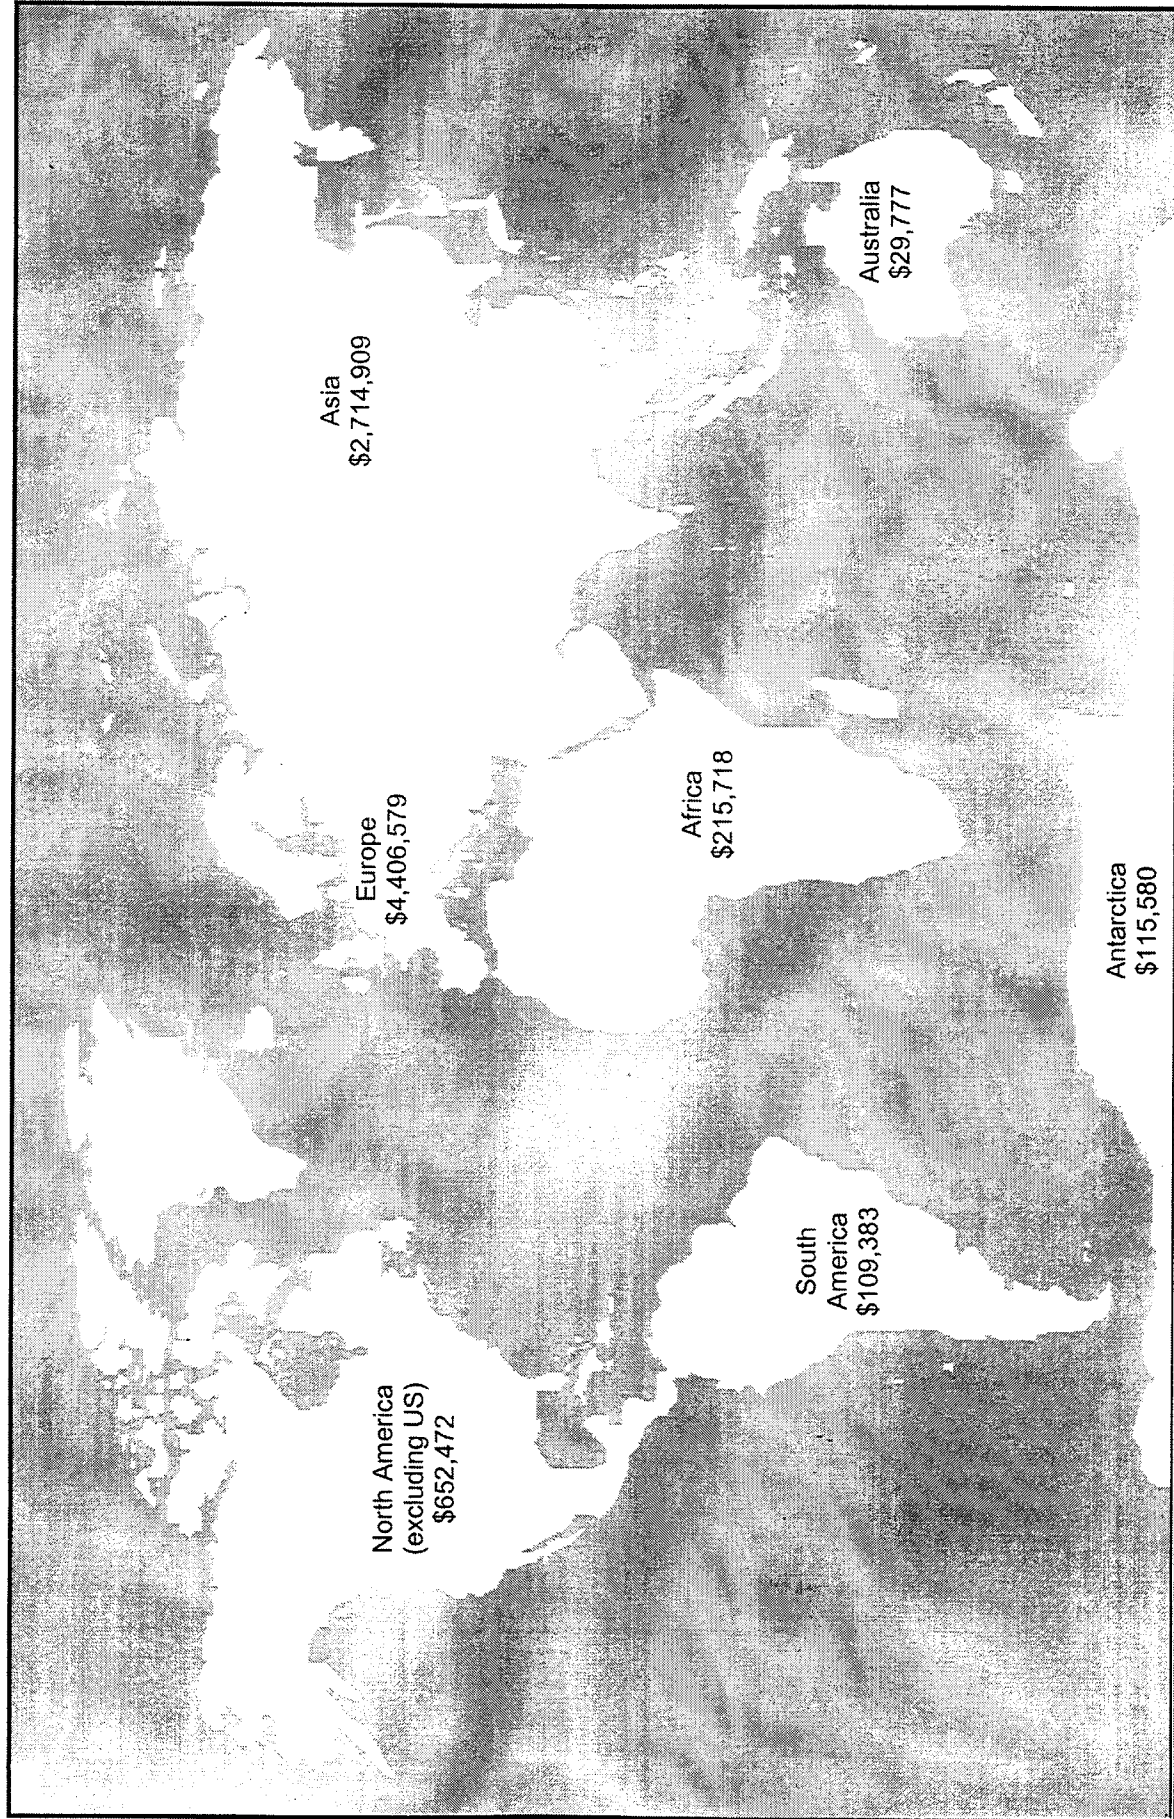 North America
(excluding US)
$652,472
Europe
$4,406,579
Asia
$2,714,909
South
America
$109,383
Africa
$215,718
Australia
$29,777
Antarctica
$115,580